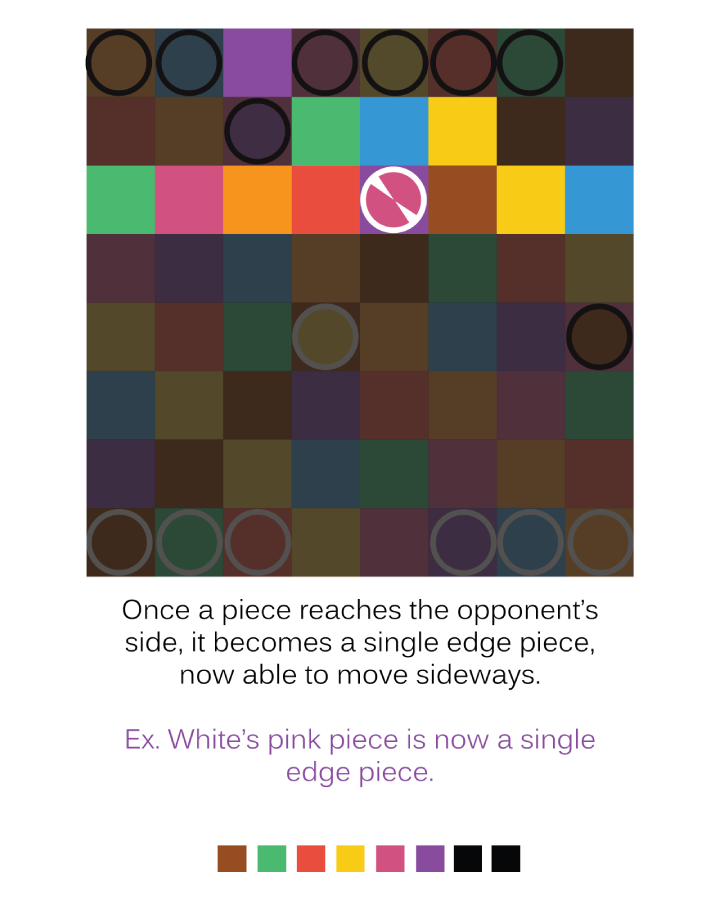 Once a piece reaches the opponent’s
side, it becomes a single edge piece,
now able to move sideways.
Ex. White’s pink piece is now a single
edge piece.